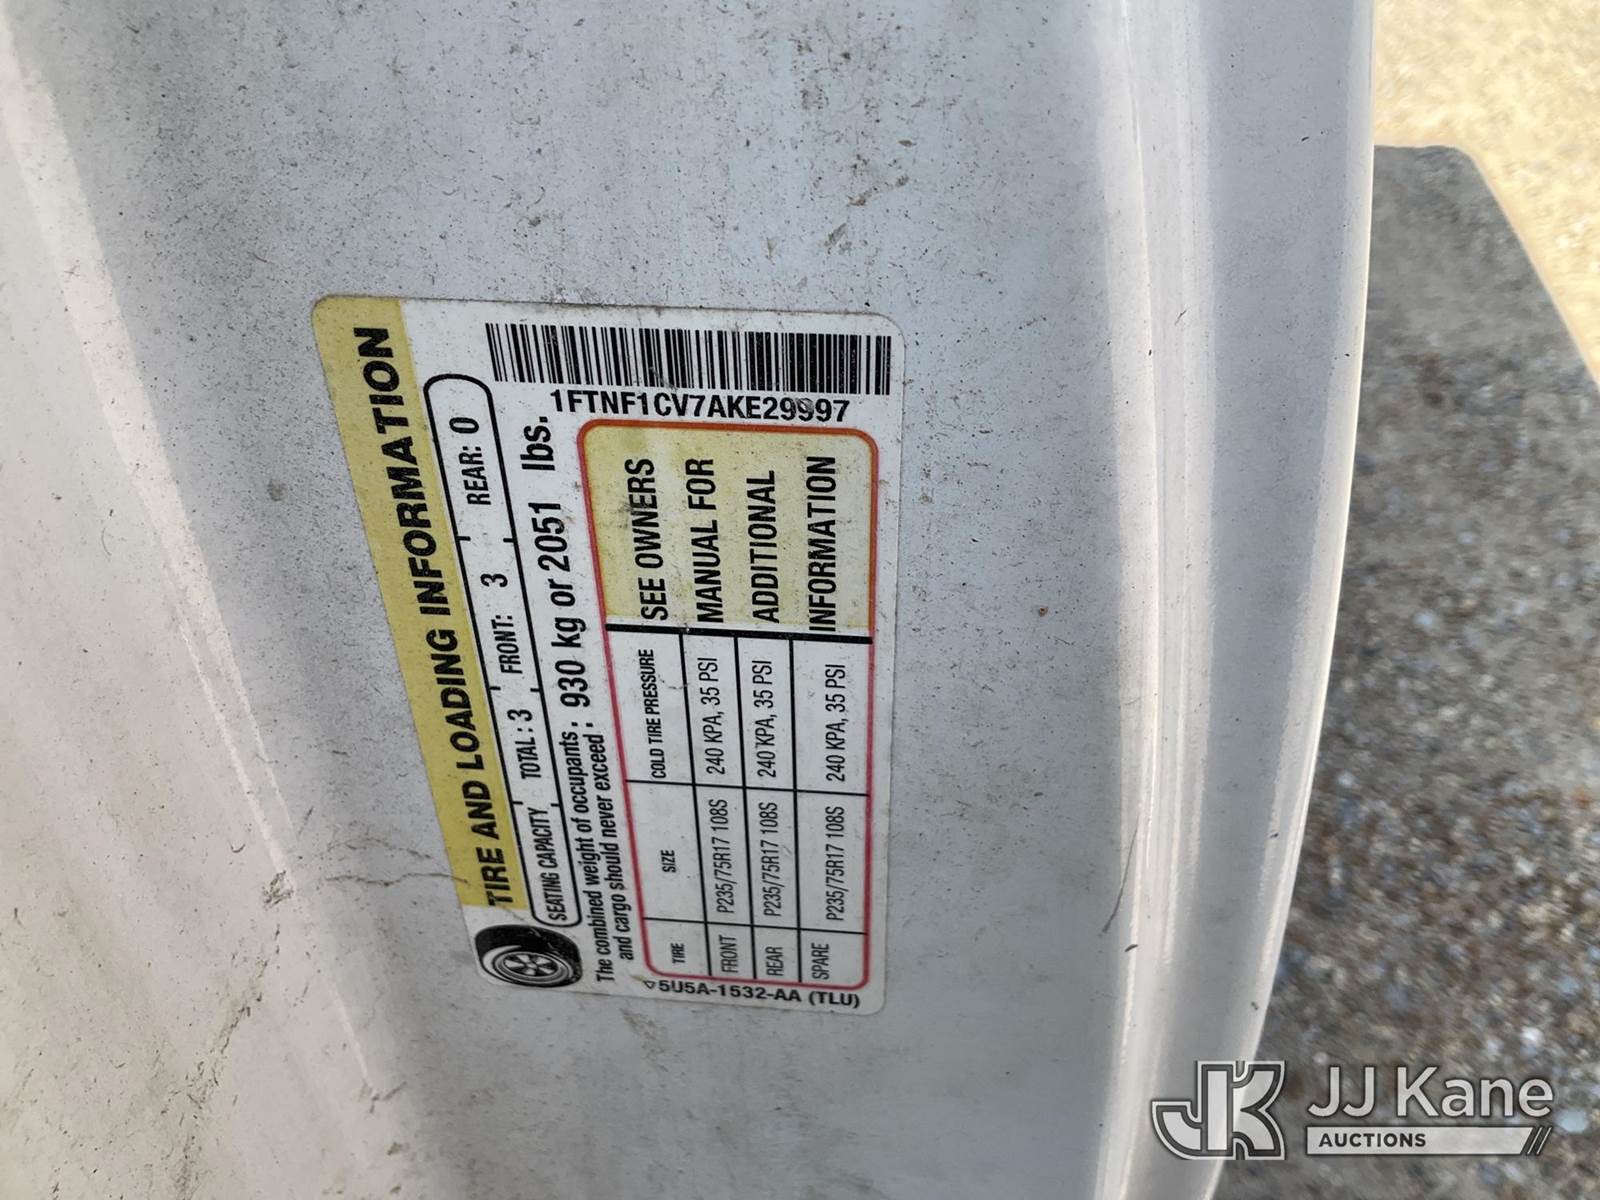 TIRE AND LOADING INFORMATION
SEATING CAPACITY TOTAL: 3 FRONT: 3 REAR: 0
The combined weight of occupants and cargo should never exceed: 930 kg or 2051 lbs.
1FTNF1CV7AKE29997
TIRE SIZE COLD TIRE PRESSURE
FRONT P235/75R17 108S 240 KPA, 35 PSI
REAR P235/75R17 108S 240 KPA, 35 PSI
SPARE P235/75R17 108S 240 KPA, 35 PSI
SEE OWNERS
MANUAL FOR
ADDITIONAL
INFORMATION
5U5A-1532-AA (TLU)
JK
JJ Kane
AUCTIONS